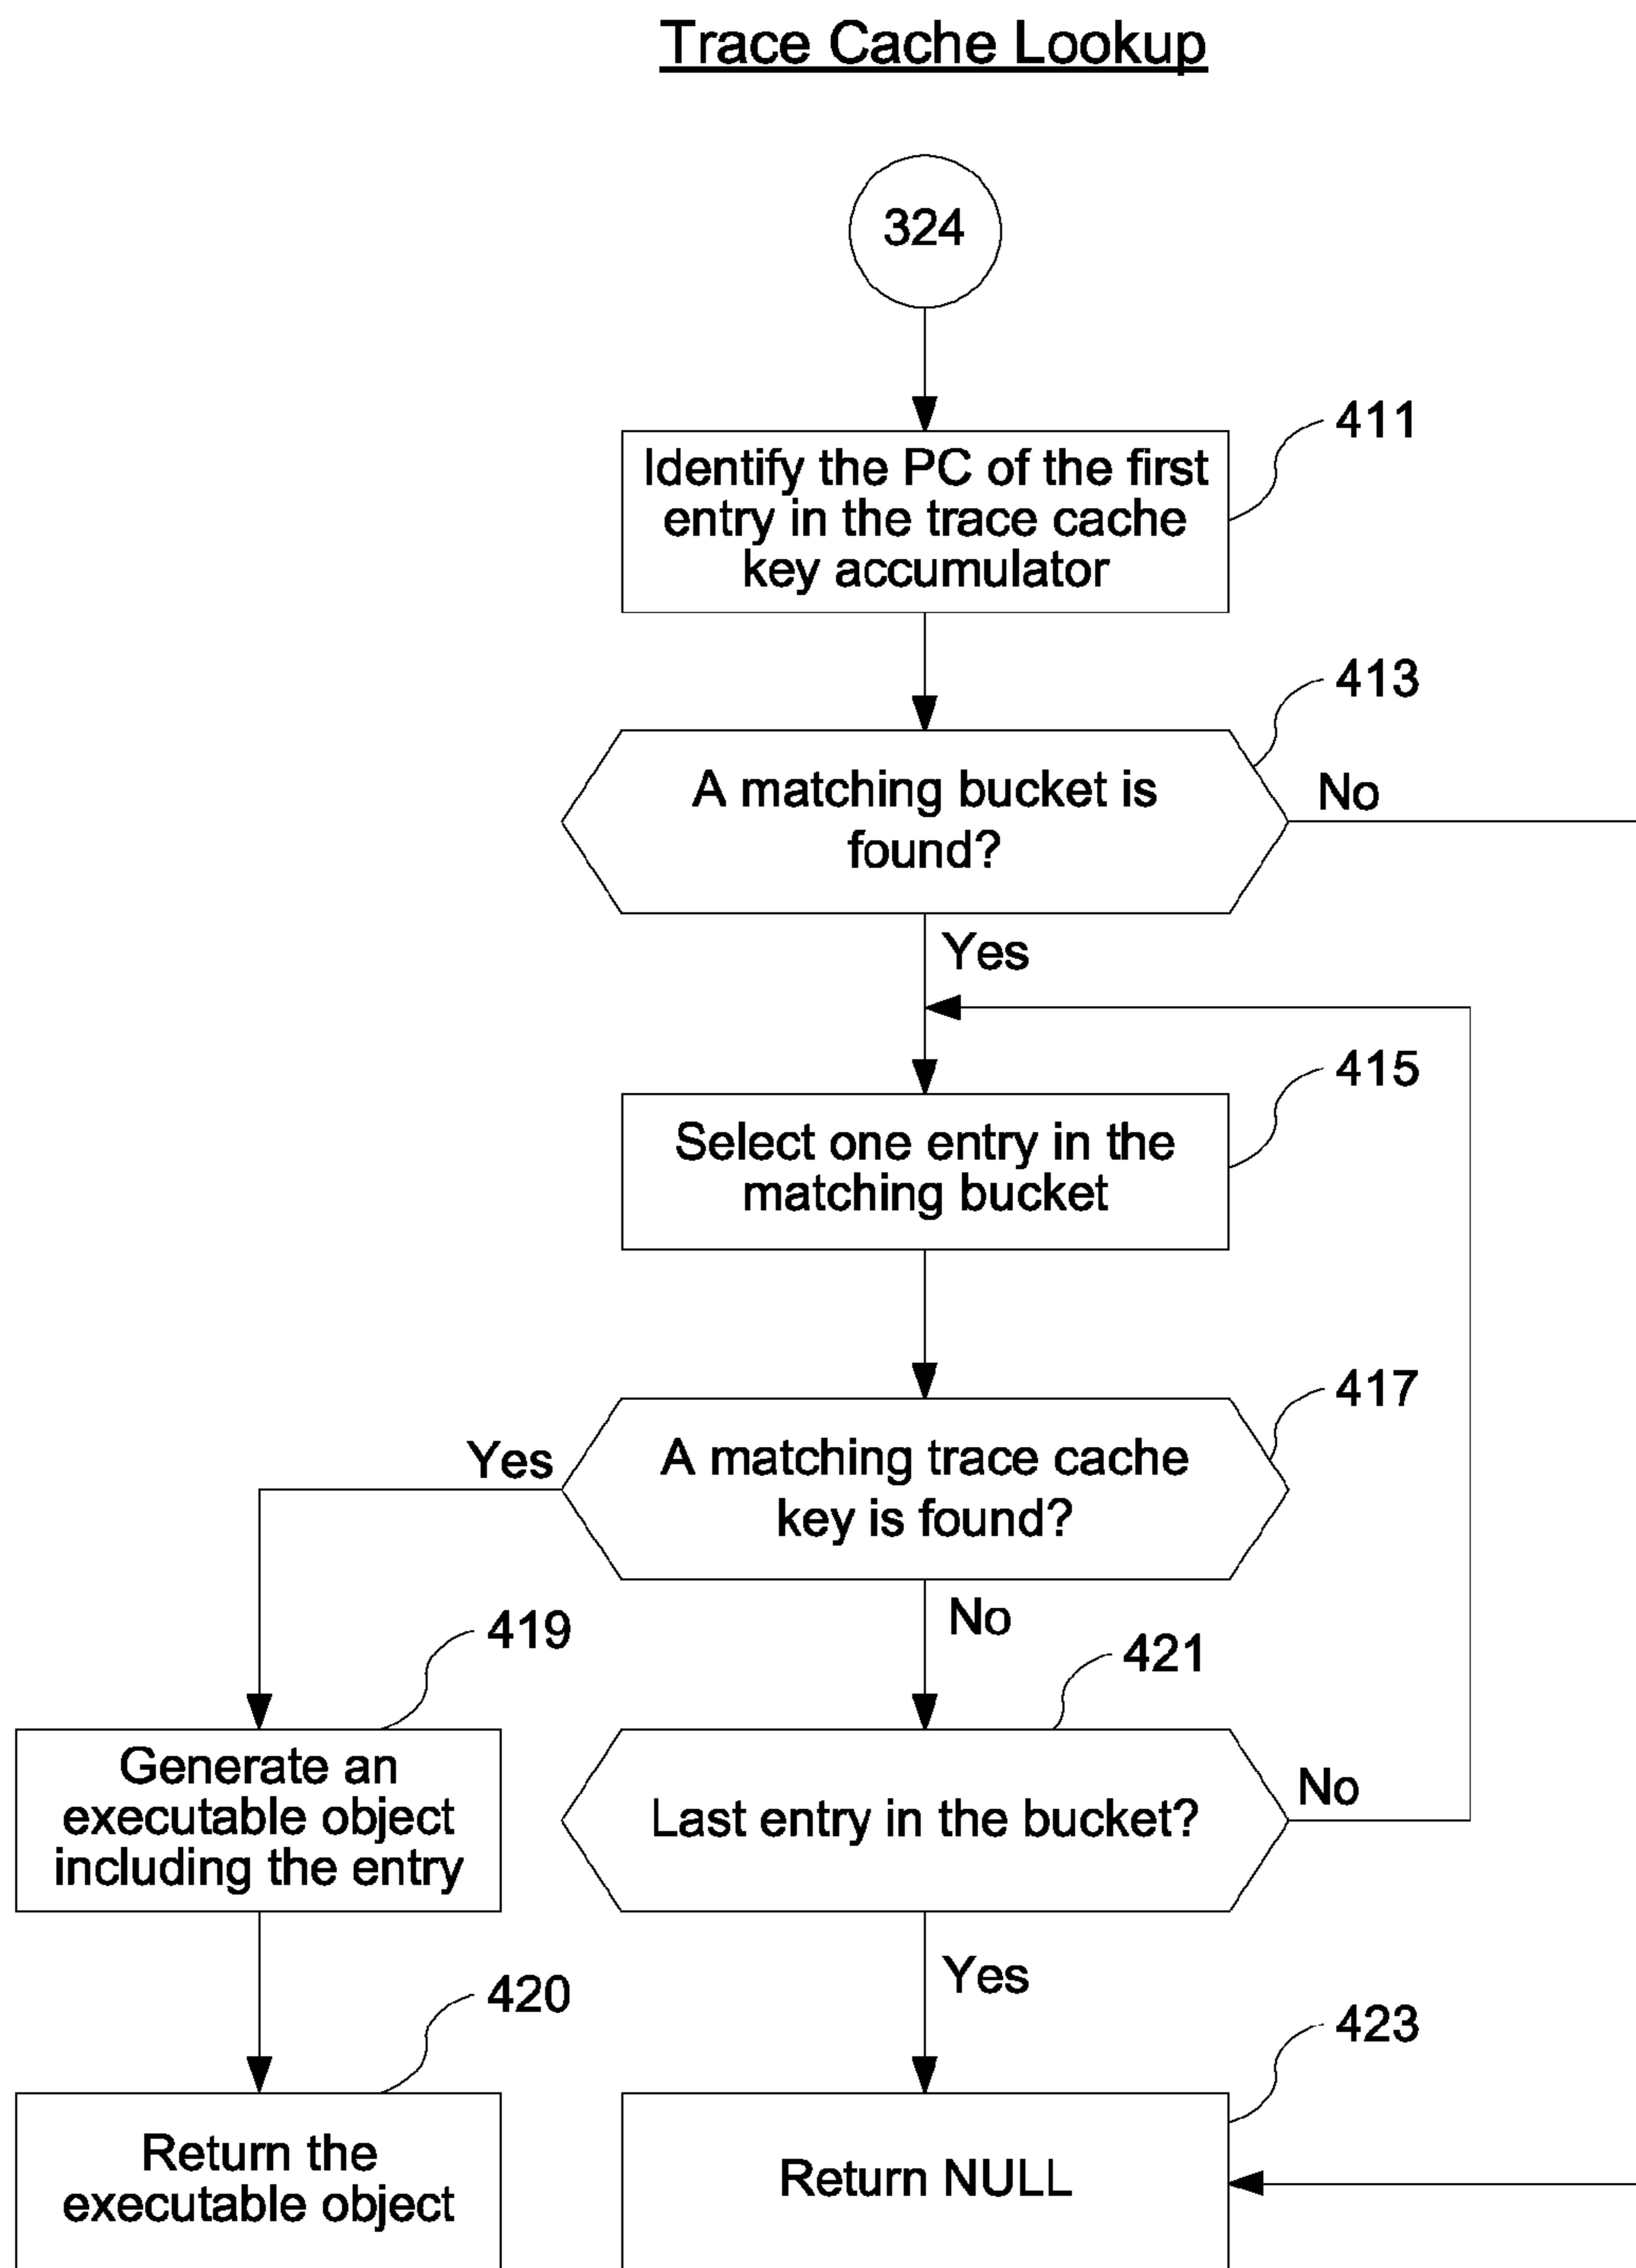 Trace Cache Lookup
324
411
Identify the PC of the first
entry in the trace cache
key accumulator
413
A matching bucket is
found?
No
Yes
415
Select one entry in the
matching bucket
417
Yes
A matching trace cache
key is found?
No
419
421
Generate an
executable object
including the entry
Last entry in the bucket?
No
Yes
420
423
Return the
executable object
Return NULL